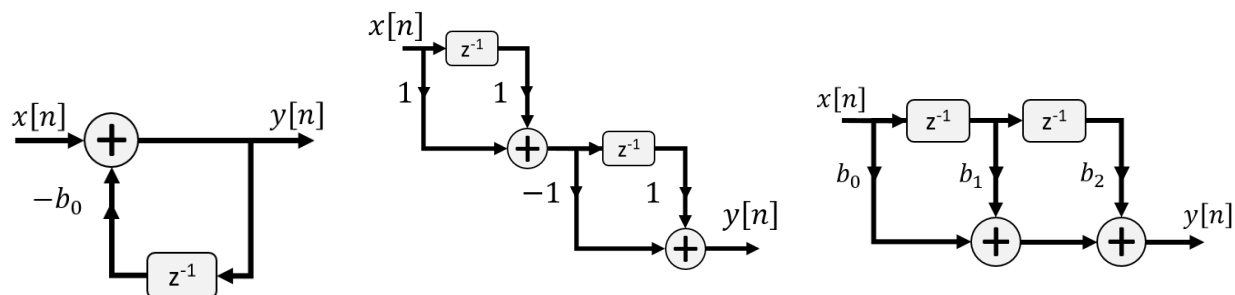 x[n]
y[n]
+
−b₀
z⁻¹
x[n]
z⁻¹
1
1
+
z⁻¹
−1
1
y[n]
+
x[n]
z⁻¹
z⁻¹
b₀
b₁
b₂
y[n]
+
+